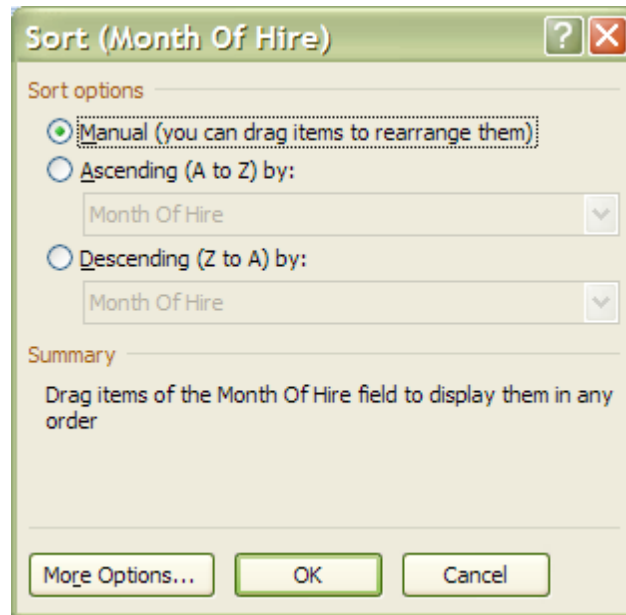 Sort (Month Of Hire)
?
Sort options
Manual (you can drag items to rearrange them)
Ascending (A to Z) by:
Month Of Hire
Descending (Z to A) by:
Month Of Hire
Summary
Drag items of the Month Of Hire field to display them in any
order
More Options... OK Cancel